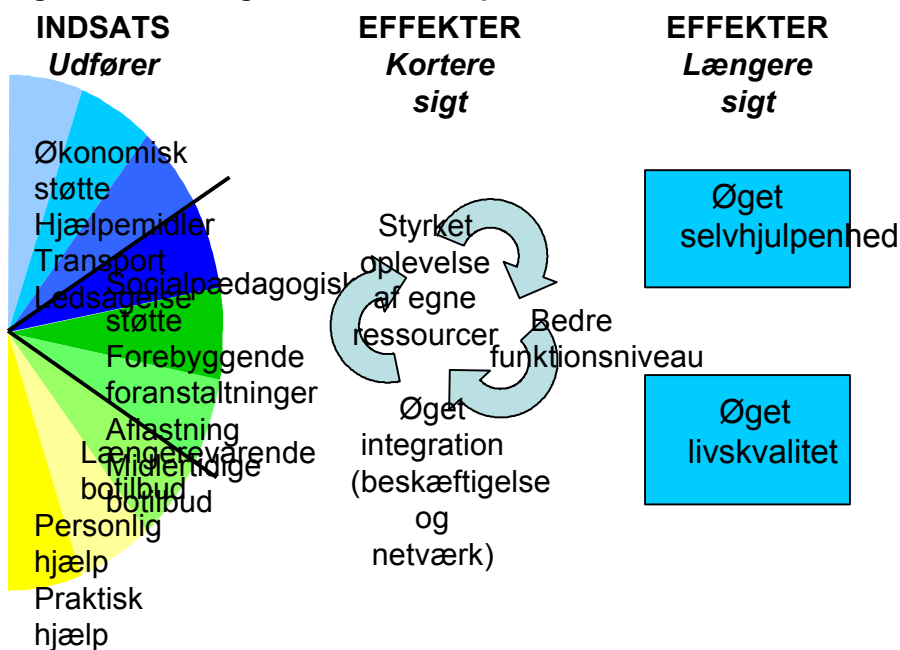 INDSATS
Udfører
Økonomisk
støtte
Hjælpemidler
Transport
Ledsagelse
Socialpædagogisk
støtte
Forebyggende
foranstaltninger
Aflastning
Midlertidige
botilbud
Længerevarende
botilbud
Personlig
hjælp
Praktisk
hjælp
EFFEKTER
Kortere
sigt
Styrket
oplevelse
af egne
ressourcer
Bedre
funktionsniveau
Øget
integration
(beskæftigelse
og
netværk)
EFFEKTER
Længere
sigt
Øget
selvhjulpenhed
Øget
livskvalitet